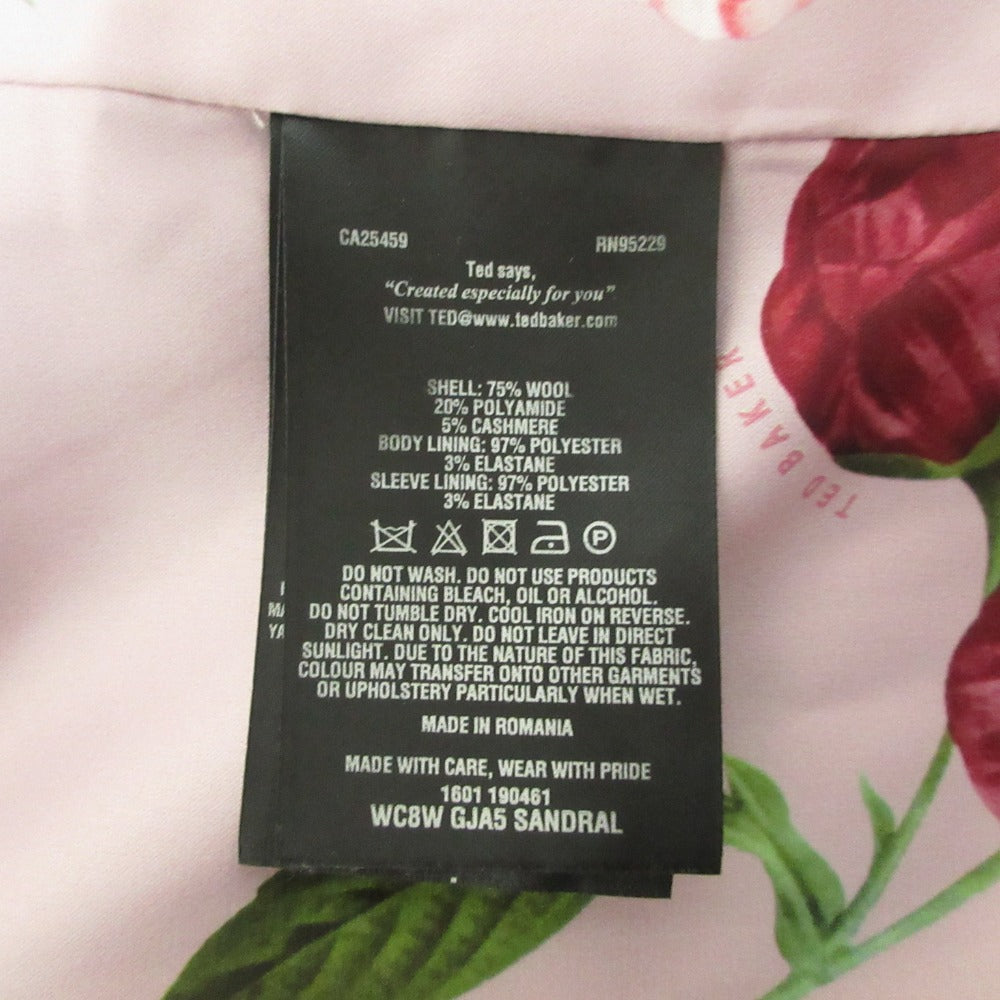 CA25459 RN95229
Ted says,
“Created especially for you”
VISIT TED@www.tedbaker.com
SHELL: 75% WOOL
20% POLYAMIDE
5% CASHMERE
BODY LINING: 97% POLYESTER
3% ELASTANE
SLEEVE LINING: 97% POLYESTER
3% ELASTANE
P
DO NOT WASH. DO NOT USE PRODUCTS
CONTAINING BLEACH, OIL OR ALCOHOL.
DO NOT TUMBLE DRY. COOL IRON ON REVERSE.
DRY CLEAN ONLY. DO NOT LEAVE IN DIRECT
SUNLIGHT. DUE TO THE NATURE OF THIS FABRIC,
COLOUR MAY TRANSFER ONTO OTHER GARMENTS
OR UPHOLSTERY PARTICULARLY WHEN WET.
MADE IN ROMANIA
MADE WITH CARE, WEAR WITH PRIDE
1601 190461
WC8W GJA5 SANDRAL
TED BAKER